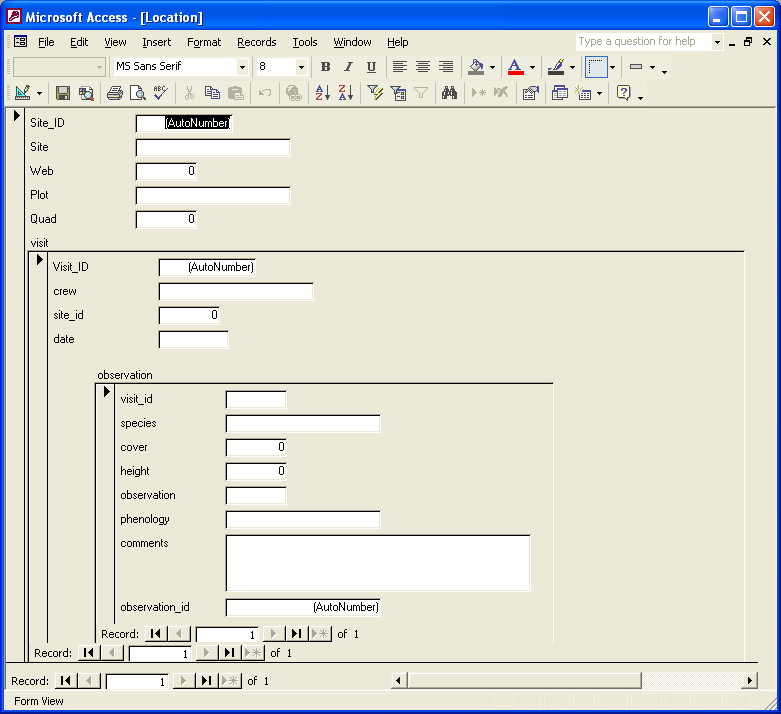 Microsoft Access - [Location]
File Edit View Insert Format Records Tools Window Help Type a question for help
MS Sans Serif 8 B I U A
Site_ID (AutoNumber)
Site
Web 0
Plot
Quad 0
visit
Visit_ID (AutoNumber)
crew
site_id 0
date
observation
visit_id
species
cover 0
height 0
observation
phenology
comments
observation_id (AutoNumber)
Record: 1 of 1
Record: 1 of 1
Record: 1 of 1
Form View